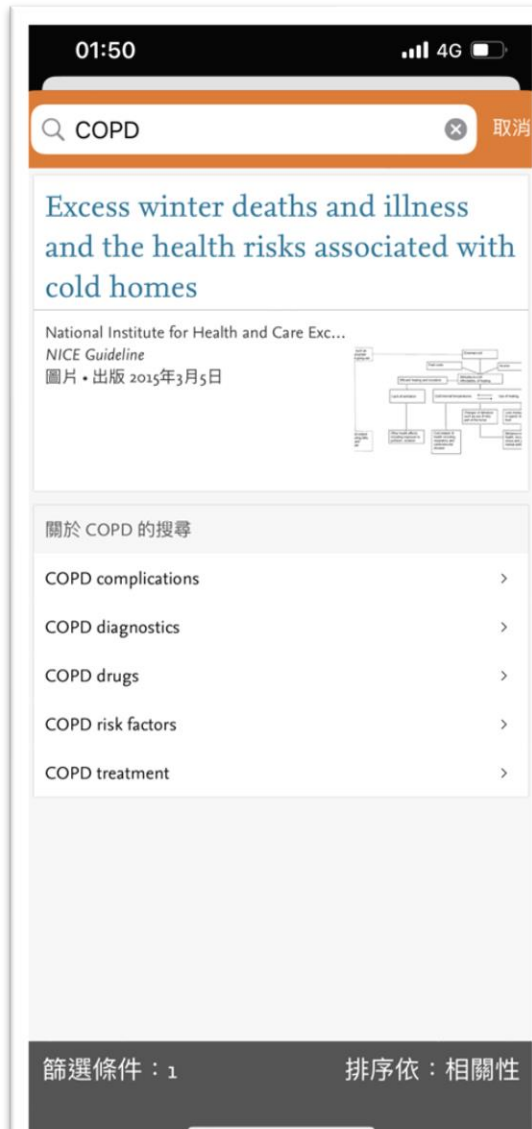 01:50
4G
COPD
取消
Excess winter deaths and illness
and the health risks associated with
cold homes
National Institute for Health and Care Exc...
NICE Guideline
圖片 • 出版 2015年3月5日
關於 COPD 的搜尋
COPD complications
COPD diagnostics
COPD drugs
COPD risk factors
COPD treatment
篩選條件：1
排序依：相關性